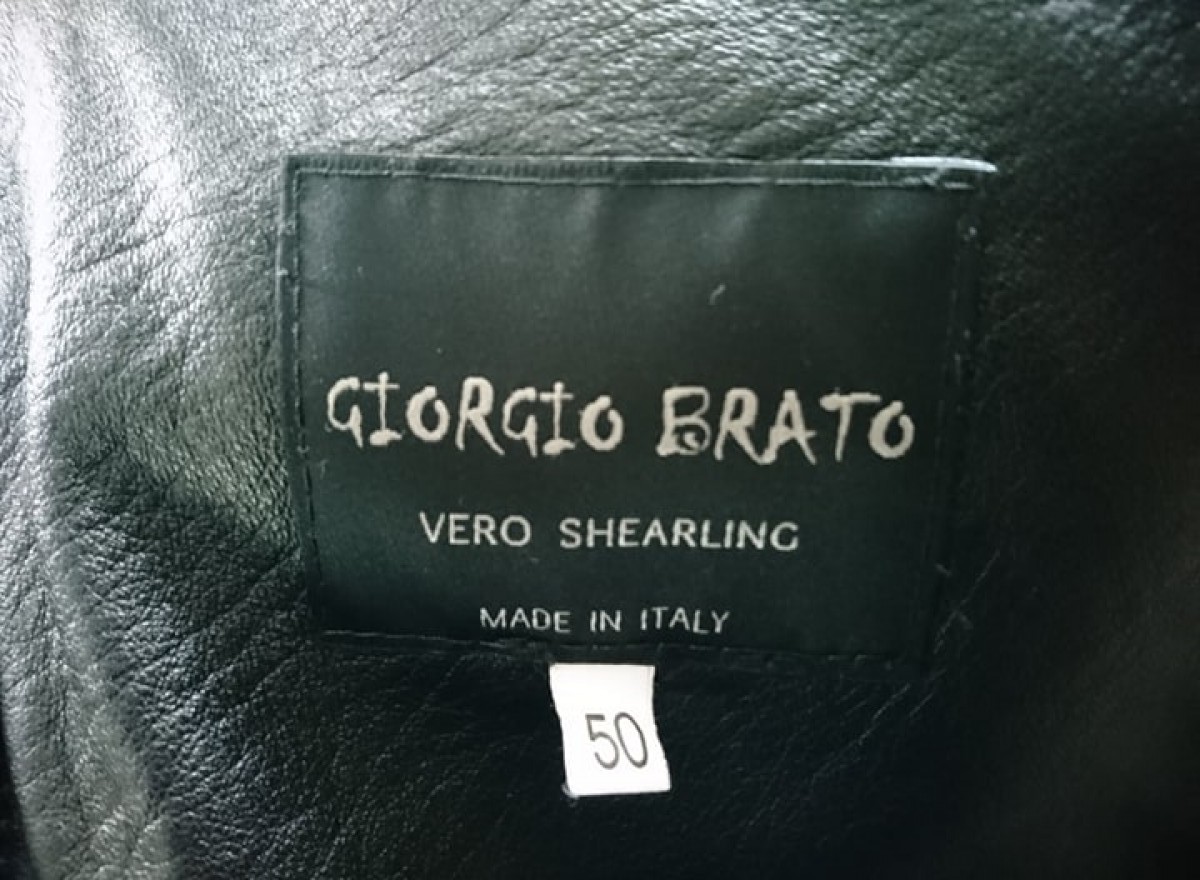 GIORGIO BRATO
VERO SHEARLING
MADE IN ITALY
50